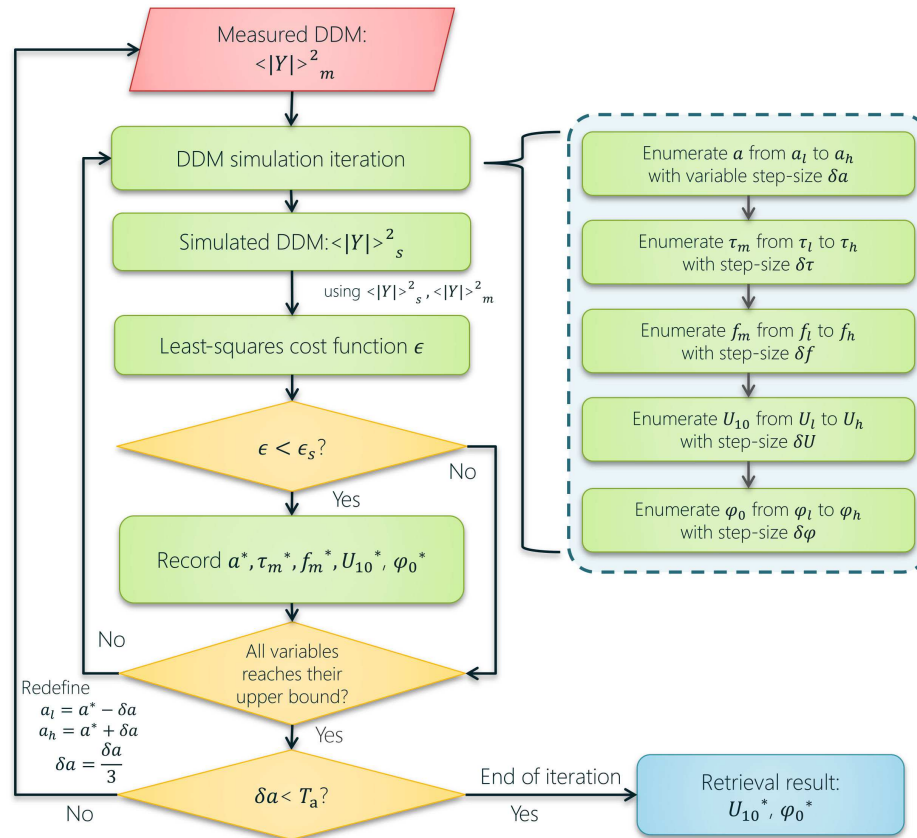 Measured DDM:
<|Y|>²ₘ
DDM simulation iteration
Simulated DDM:<|Y|>²ₛ
using <|Y|>²ₛ,<|Y|>²ₘ
Least-squares cost function ϵ
ϵ < ϵₛ?
No
Yes
Record a*, τₘ*, fₘ*, U₁₀*, φ₀*
No
All variables
reaches their
upper bound?
Redefine
aₗ = a* − δa
aₕ = a* + δa
δa = δa/3
Yes
δa < Tₐ?
No
End of iteration
Yes
Retrieval result:
U₁₀*, φ₀*
Enumerate a from aₗ to aₕ
with variable step-size δa
Enumerate τₘ from τₗ to τₕ
with step-size δτ
Enumerate fₘ from fₗ to fₕ
with step-size δf
Enumerate U₁₀ from Uₗ to Uₕ
with step-size δU
Enumerate φ₀ from φₗ to φₕ
with step-size δφ